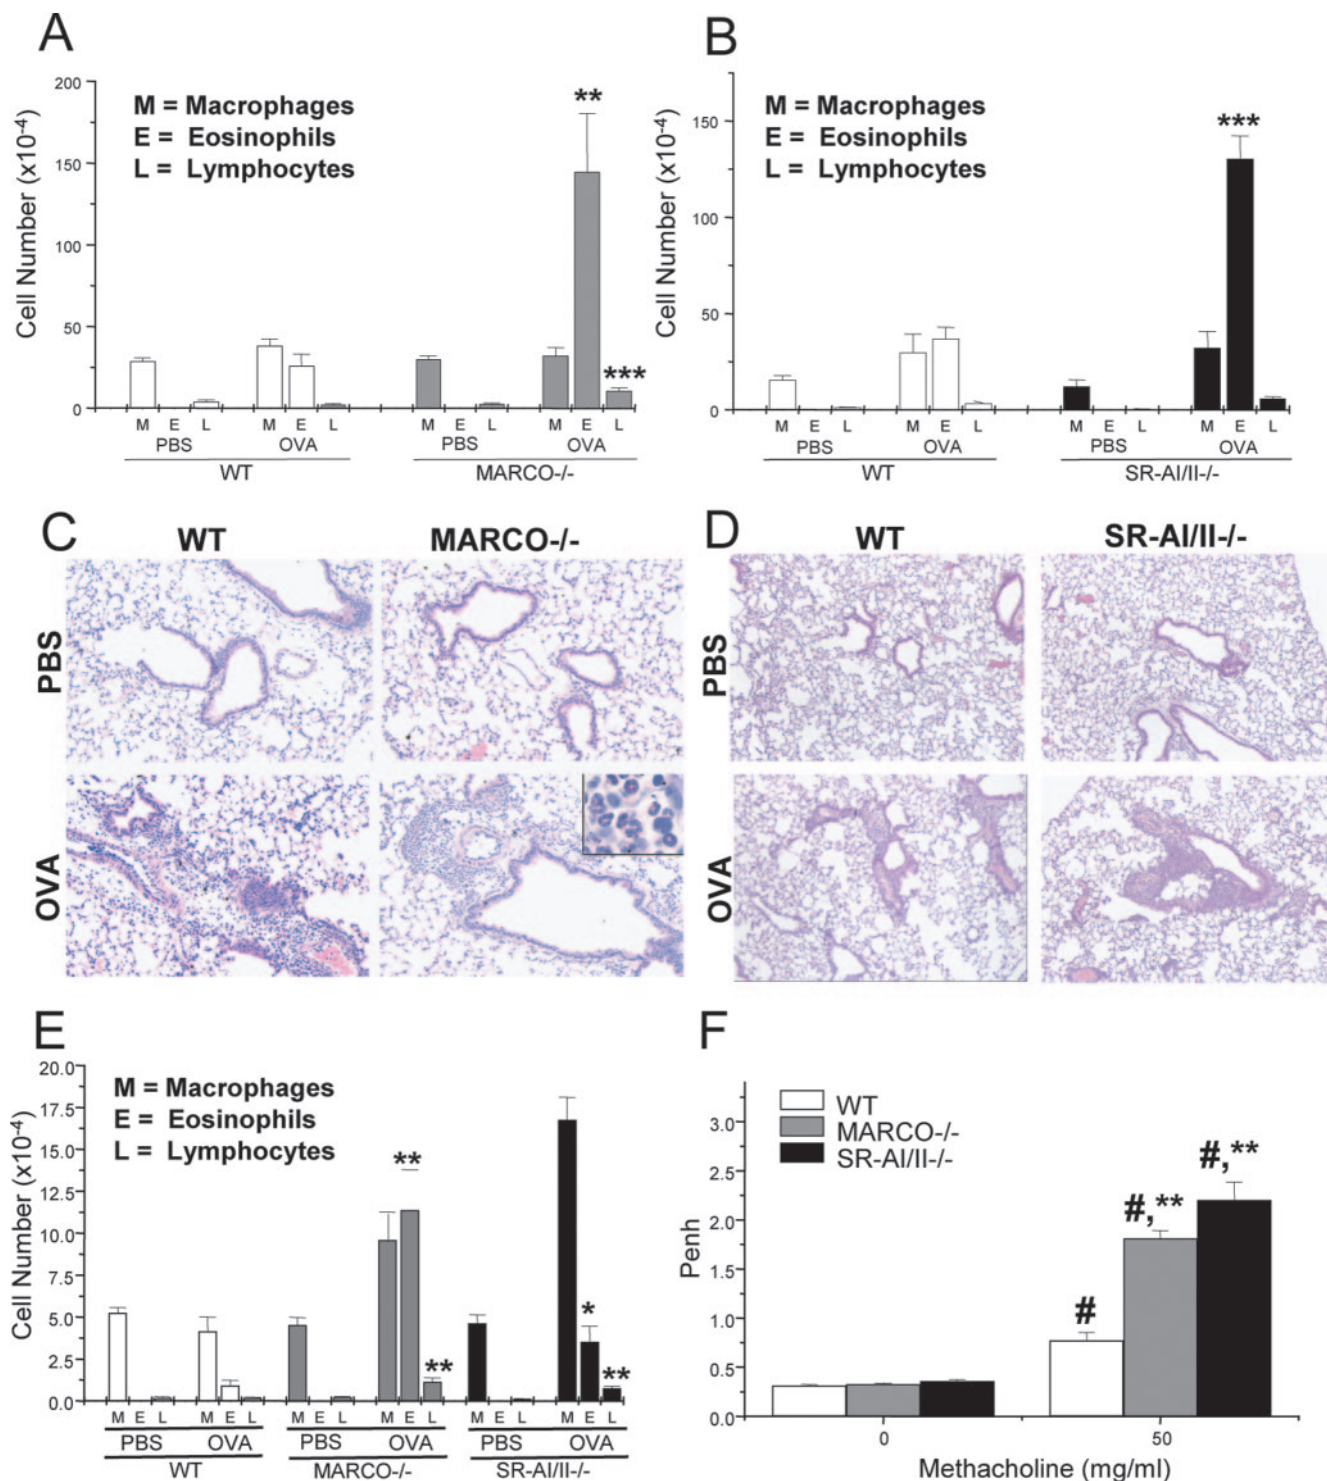 A
Cell Number (x10-4)
200
150
100
50
0
M = Macrophages
E = Eosinophils
L = Lymphocytes
**
***
M E L M E L M E L M E L
PBS OVA PBS OVA
WT MARCO-/-
B
Cell Number (x10-4)
150
100
50
0
M = Macrophages
E = Eosinophils
L = Lymphocytes
***
M E L M E L M E L M E L
PBS OVA PBS OVA
WT SR-AI/II-/-
C
WT MARCO-/-
PBS
OVA
D
WT SR-AI/II-/-
PBS
OVA
E
Cell Number (x10-4)
20.0
17.5
15.0
12.5
10.0
7.5
5.0
2.5
0.0
M = Macrophages
E = Eosinophils
L = Lymphocytes
**
**
*
**
M E L M E L M E L M E L M E L M E L
PBS OVA PBS OVA PBS OVA
WT MARCO-/- SR-AI/II-/-
F
Penh
3.0
2.5
2.0
1.5
1.0
0.5
0.0
WT
MARCO-/-
SR-AI/II-/-
#
#,**
#,**
0 50
Methacholine (mg/ml)